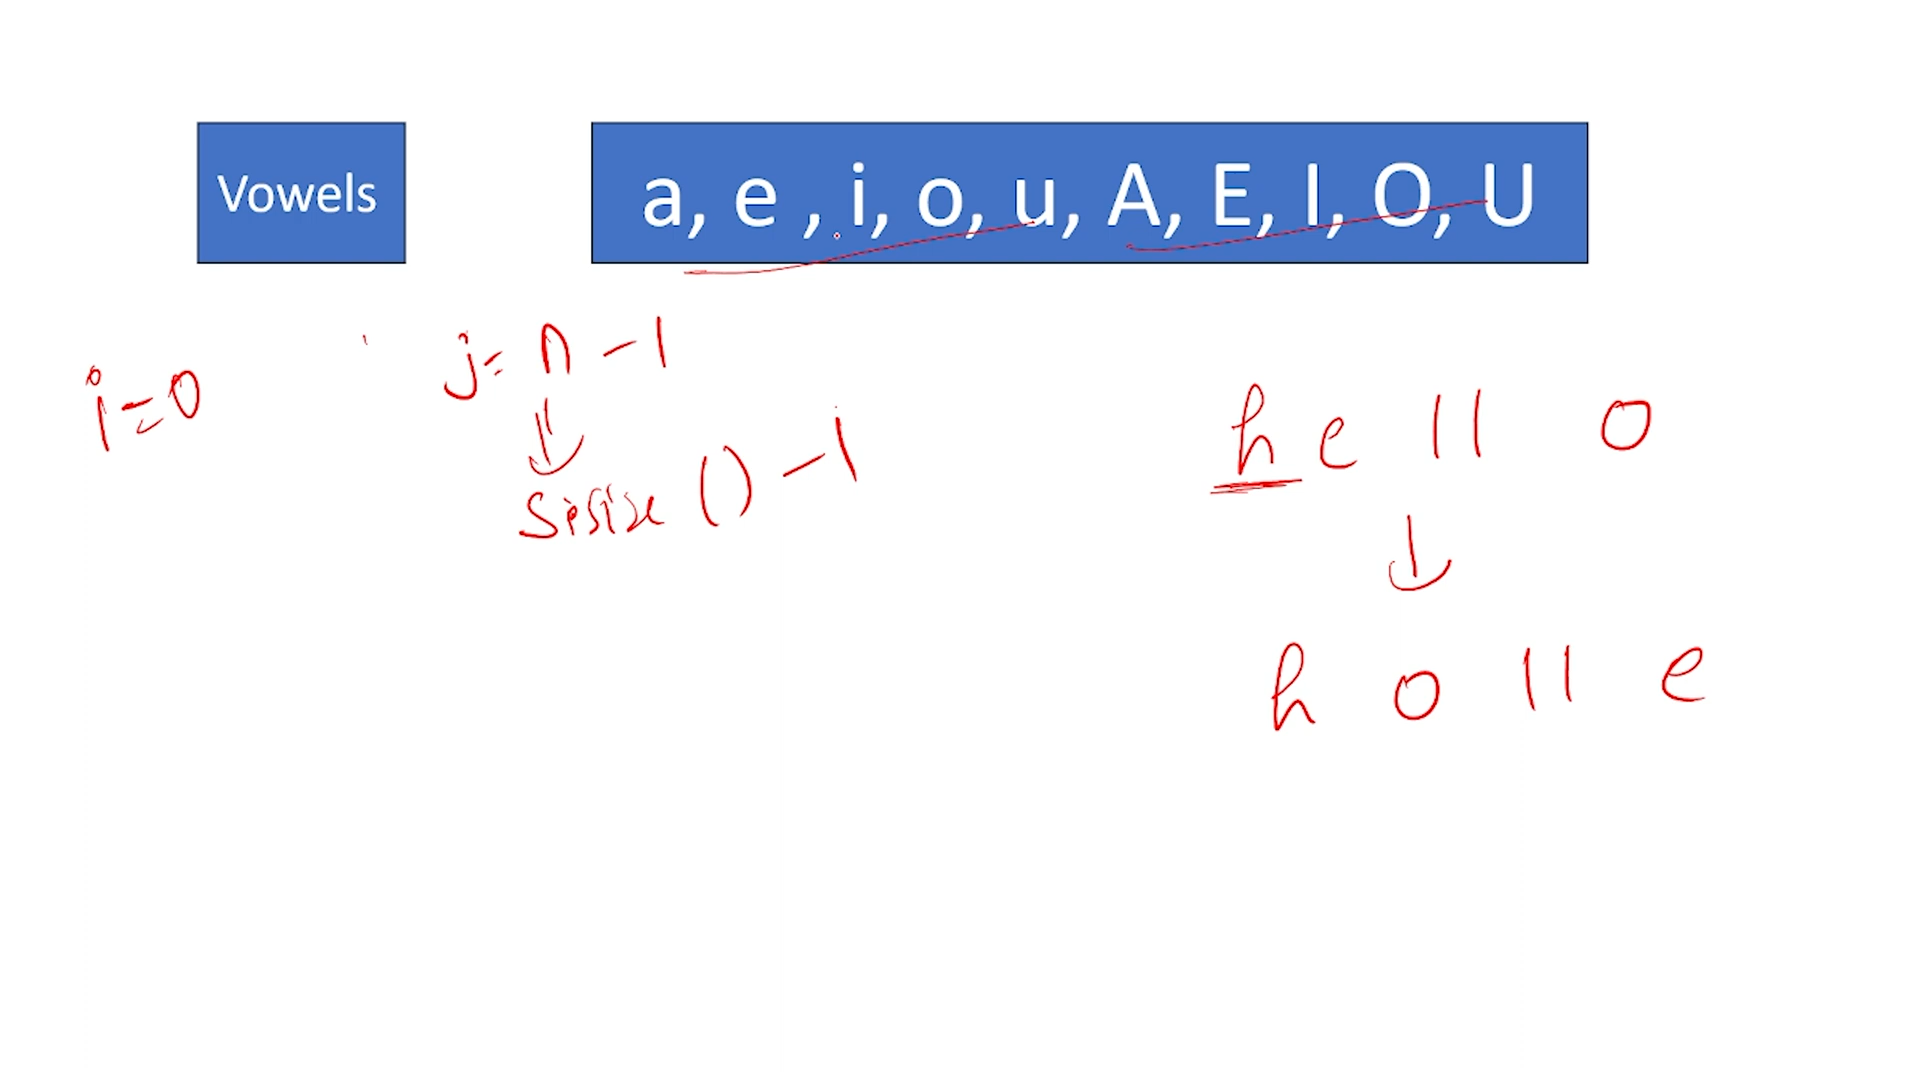 Vowels
a, e , i, o, u, A, E, I, O, U
i=0
j= n-1
S.size()-1
h e l l o
h o l l e